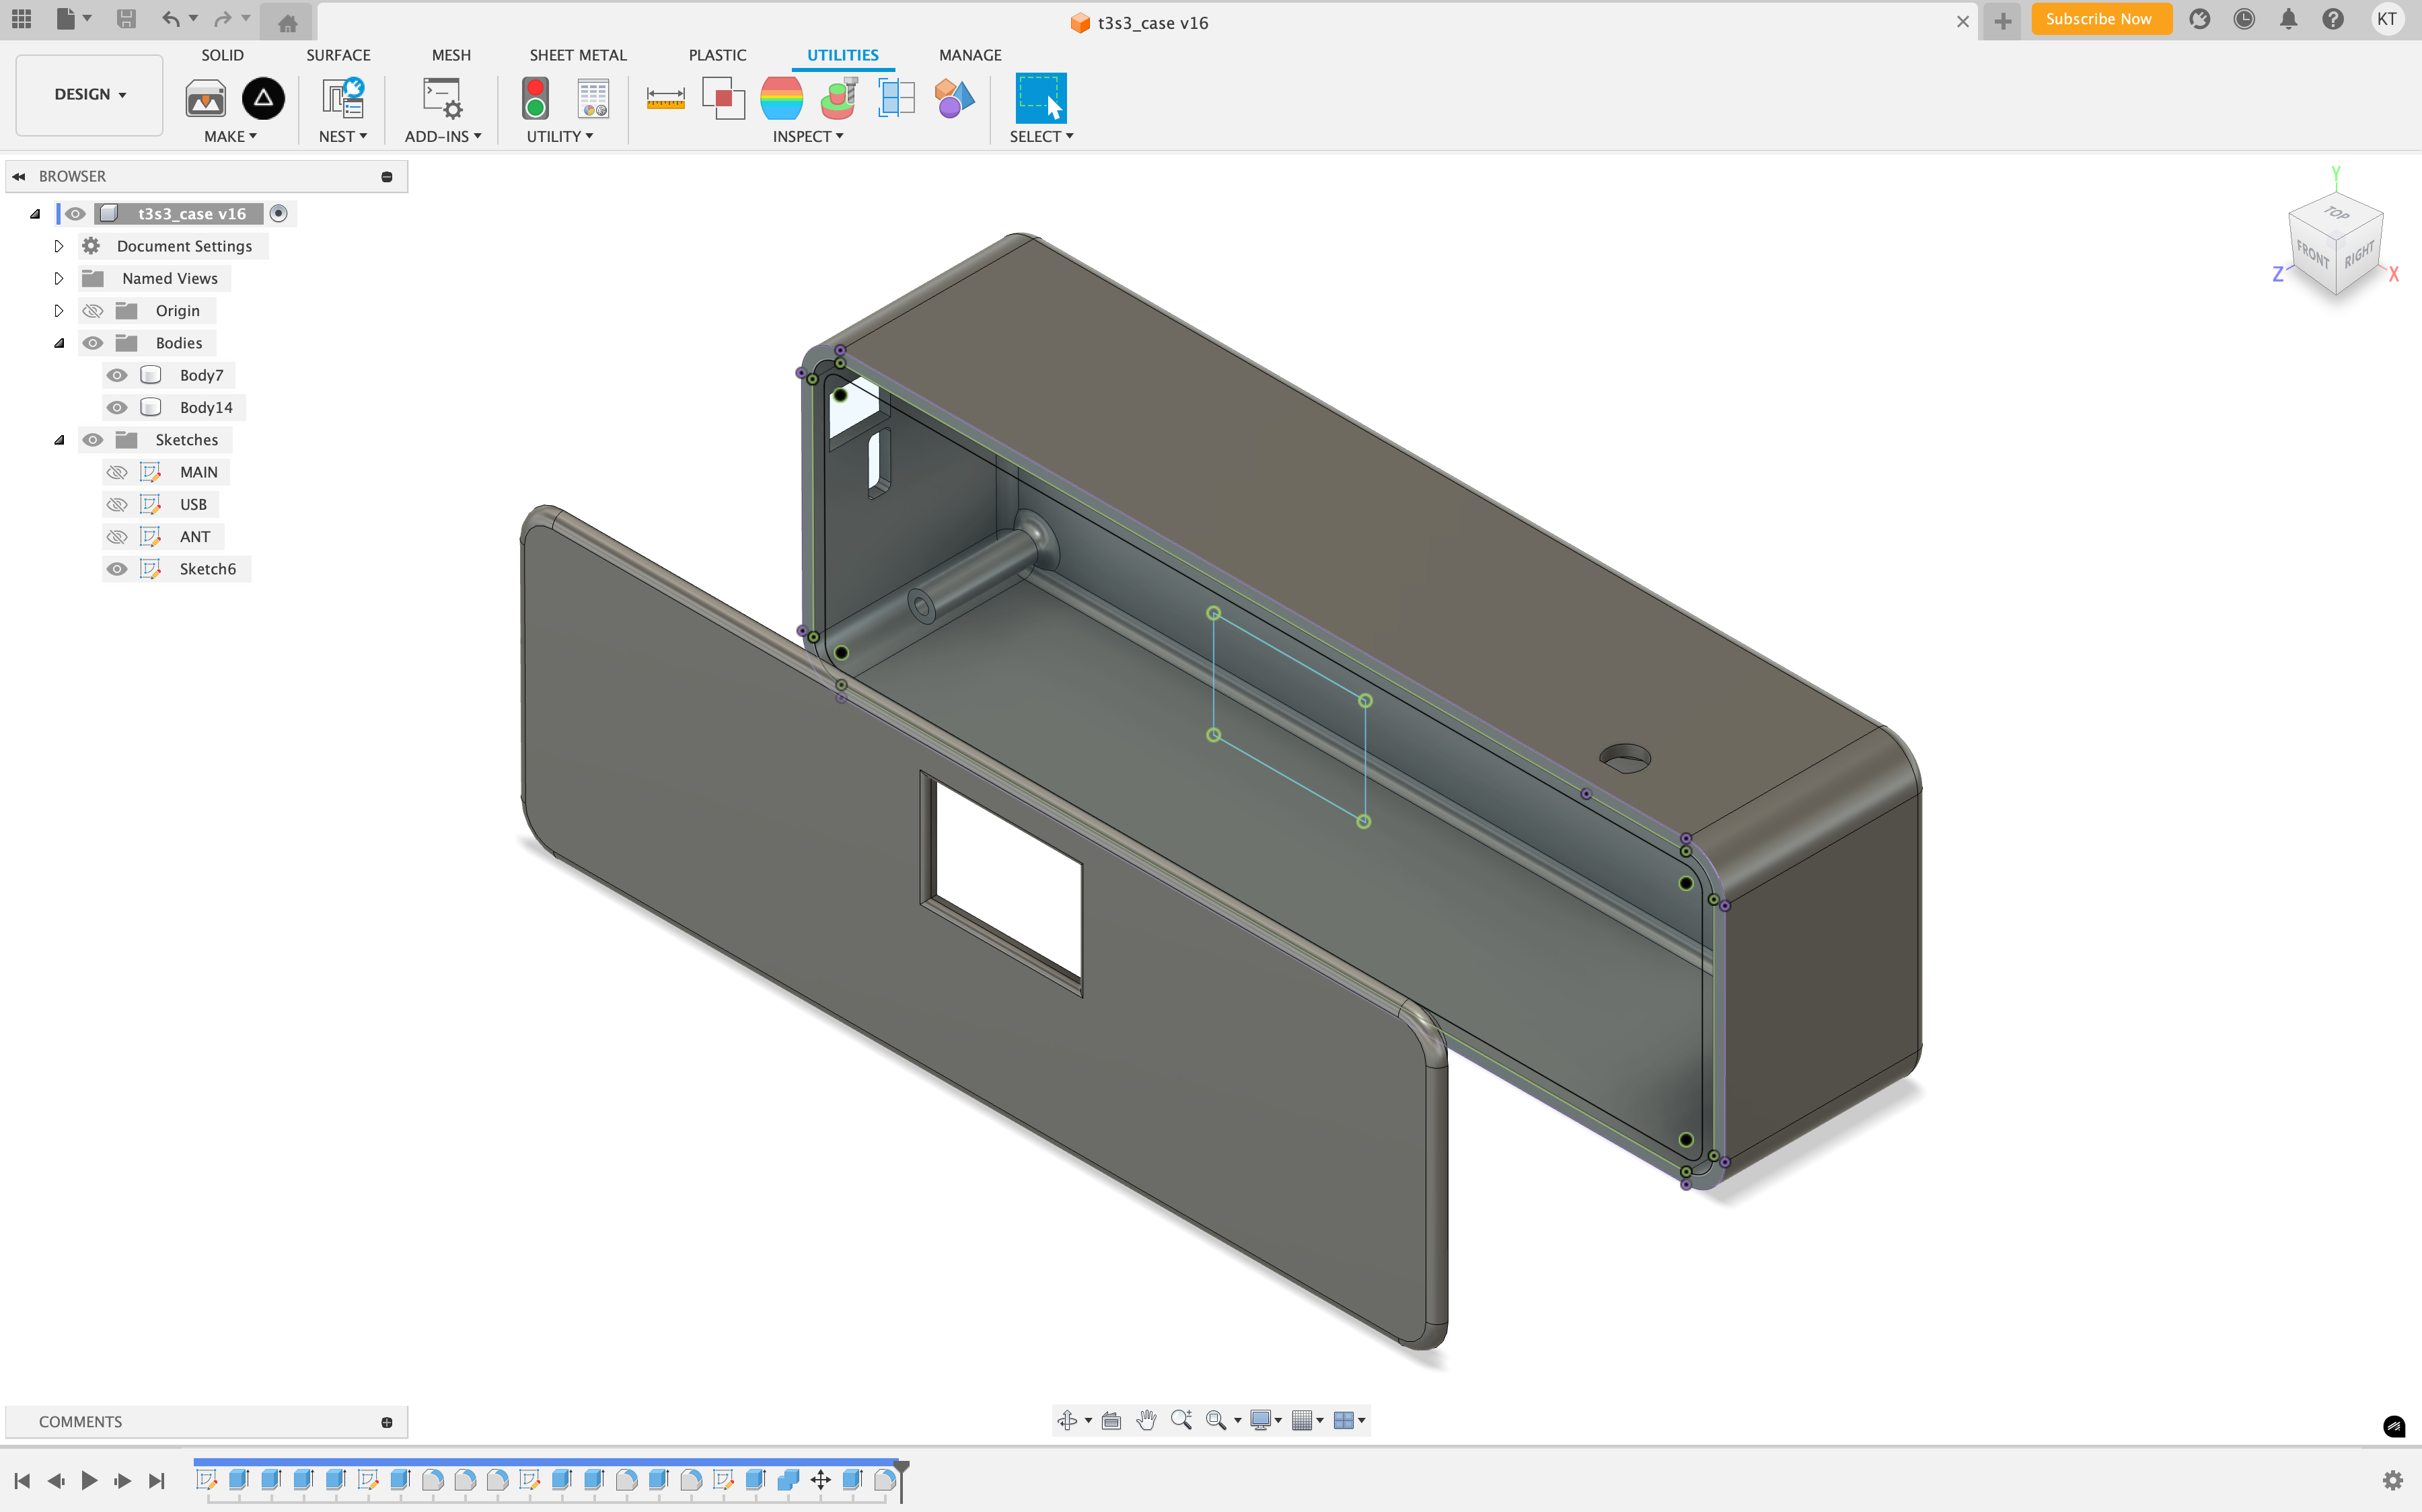 t3s3_case v16
Subscribe Now
KT
DESIGN
SOLID SURFACE MESH SHEET METAL PLASTIC UTILITIES MANAGE
MAKE NEST ADD-INS UTILITY INSPECT SELECT
BROWSER
t3s3_case v16
Document Settings
Named Views
Origin
Bodies
Body7
Body14
Sketches
MAIN
USB
ANT
Sketch6
Y
TOP
FRONT RIGHT
Z X
COMMENTS